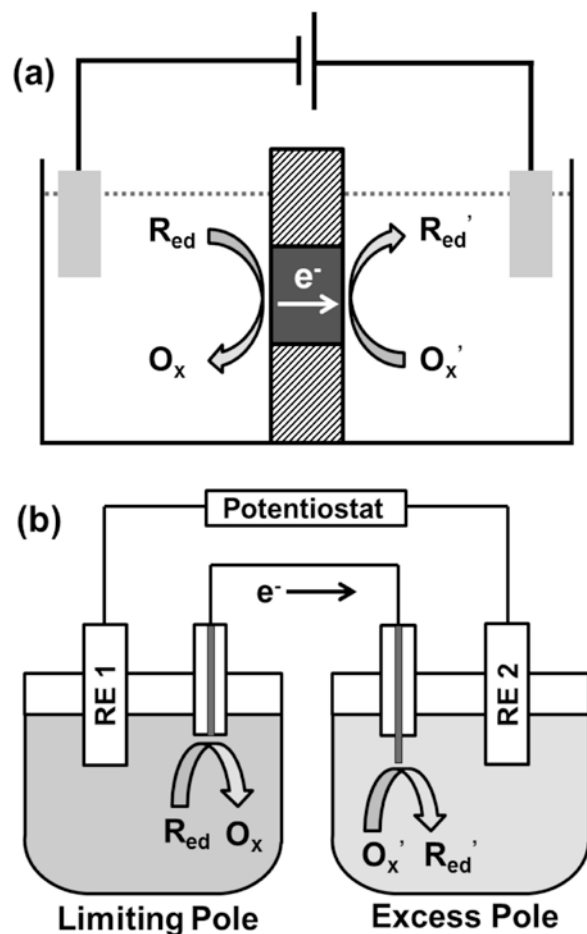 (a)
Red Red'
e-
Ox Ox'
(b)
Potentiostat
e-
RE 1
RE 2
Red Ox
Ox' Red'
Limiting Pole Excess Pole